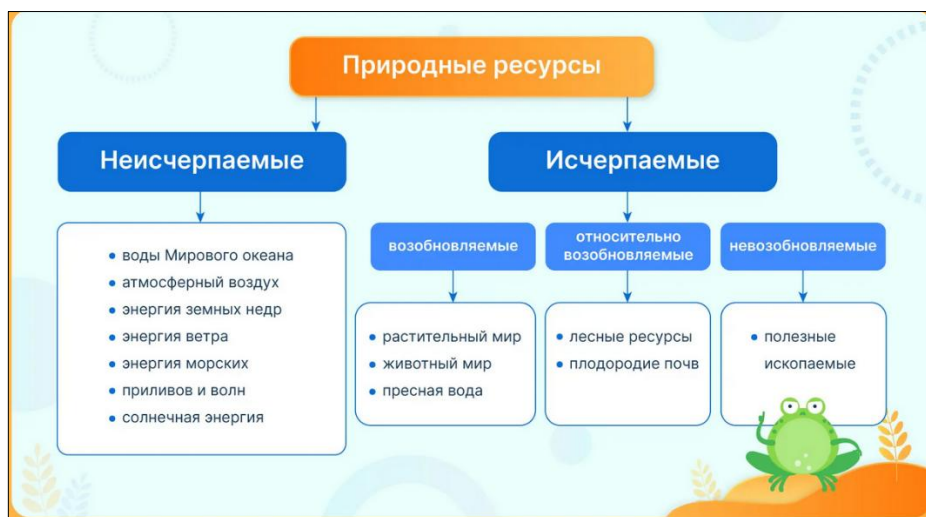 Природные ресурсы
Неисчерпаемые
• воды Мирового океана
• атмосферный воздух
• энергия земных недр
• энергия ветра
• энергия морских
• приливов и волн
• солнечная энергия
Исчерпаемые
возобновляемые
• растительный мир
• животный мир
• пресная вода
относительно
возобновляемые
• лесные ресурсы
• плодородие почв
невозобновляемые
• полезные
ископаемые